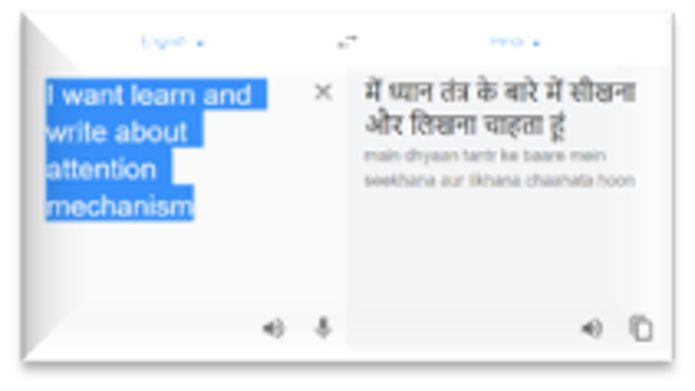 English
Hindi
I want learn and
write about
attention
mechanism
में ध्यान तंत्र के बारे में सीखना
और लिखना चाहता हूं
main dhyaan tantr ke baare mein
seekhana aur likhana chaahata hoon